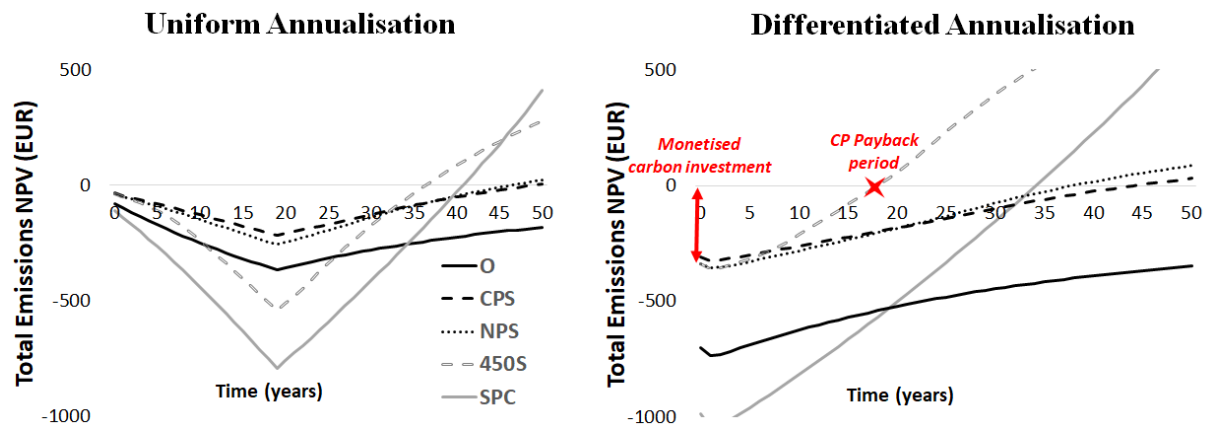 Uniform Annualisation
Total Emissions NPV (EUR)
500
0
-500
-1000
0 5 10 15 20 25 30 35 40 45 50
O
CPS
NPS
450S
SPC
Time (years)
Differentiated Annualisation
Total Emissions NPV (EUR)
500
0
-500
-1000
Monetised
carbon investment
CP Payback
period
0 5 10 15 20 25 30 35 40 45 50
Time (years)